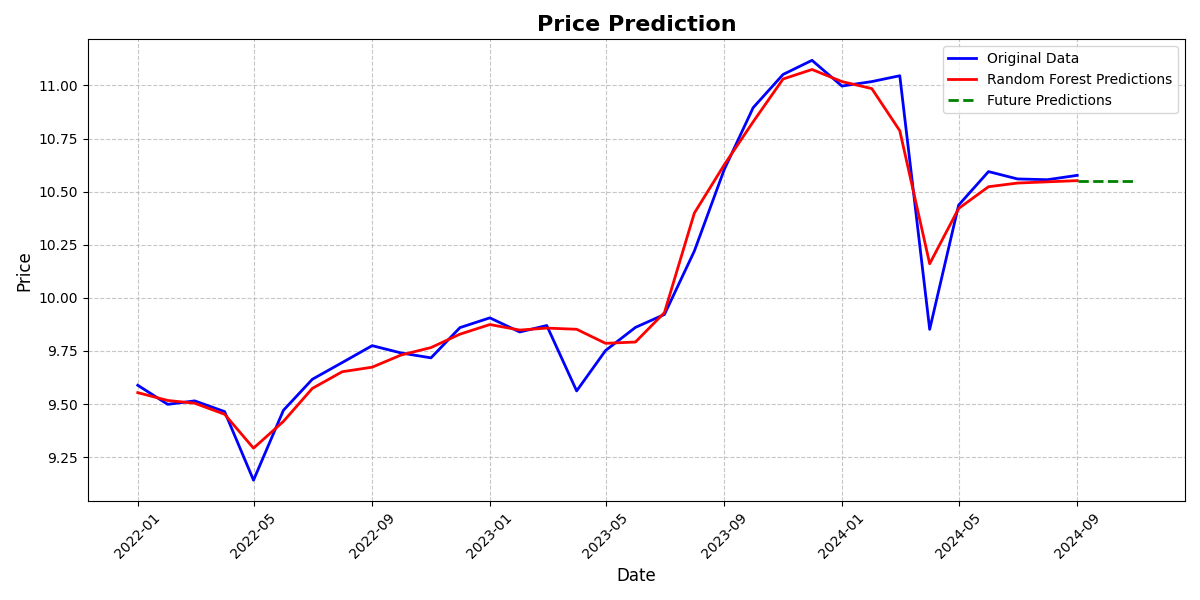 Price Prediction
Original Data
Random Forest Predictions
Future Predictions
Price
11.00
10.75
10.50
10.25
10.00
9.75
9.50
9.25
2022-01
2022-05
2022-09
2023-01
2023-05
2023-09
2024-01
2024-05
2024-09
Date